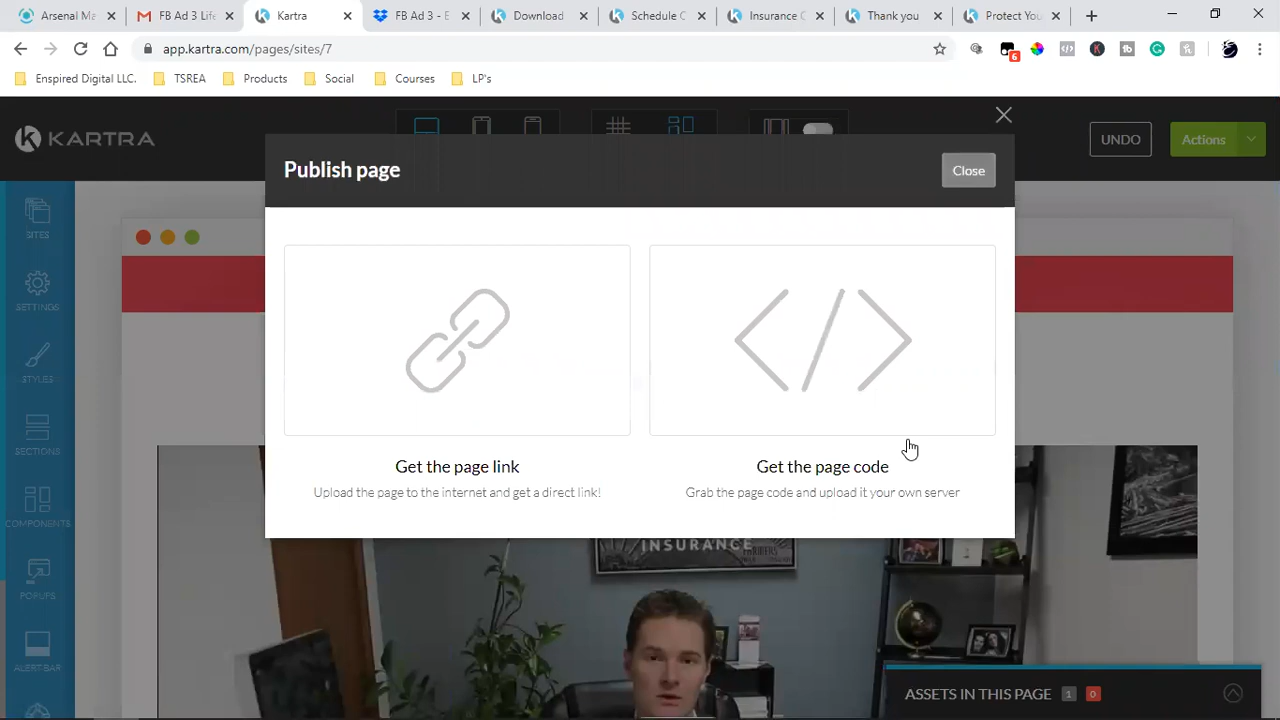 Arsenal Ma
FB Ad 3 Life
Kartra
FB Ad 3 - E
Download
Schedule C
Insurance C
Thank you
Protect You
app.kartra.com/pages/sites/7
6
Enspired Digital LLC.
TSREA
Products
Social
Courses
LP's
KARTRA
UNDO
Actions
Publish page
Close
SITES
SETTINGS
STYLES
SECTIONS
COMPONENTS
POPUPS
ALERT BAR
Get the page link
Upload the page to the internet and get a direct link!
Get the page code
Grab the page code and upload it your own server
INSURANCE
ASSETS IN THIS PAGE 1 0